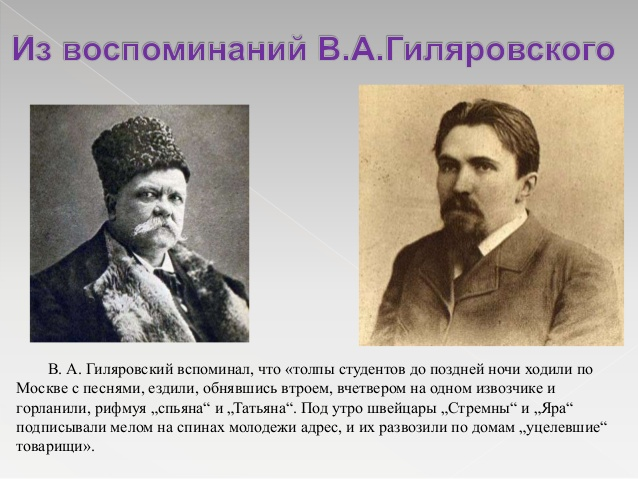 Из воспоминаний В.А.Гиляровского
В. А. Гиляровский вспоминал, что «толпы студентов до поздней ночи ходили по
Москве с песнями, ездили, обнявшись втроем, вчетвером на одном извозчике и
горланили, рифмуя „спьяна“ и „Татьяна“. Под утро швейцары „Стремны“ и „Яра“
подписывали мелом на спинах молодежи адрес, и их развозили по домам „уцелевшие“
товарищи».